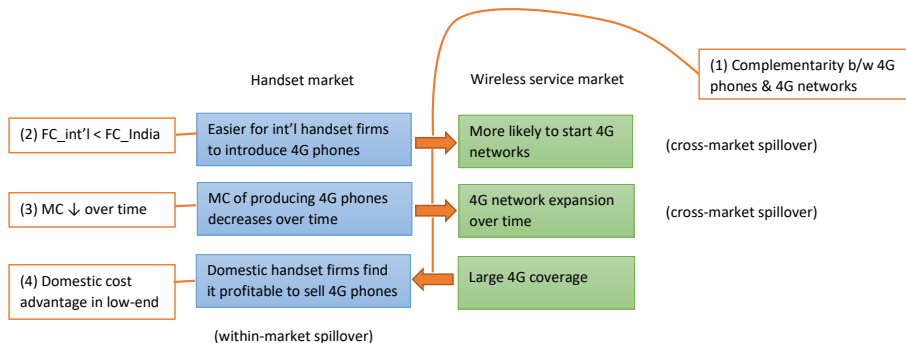 (1) Complementarity b/w 4G
phones & 4G networks
Handset market
Wireless service market
(2) FC_int'l < FC_India
Easier for int'l handset firms
to introduce 4G phones
More likely to start 4G
networks
(cross-market spillover)
(3) MC ↓ over time
MC of producing 4G phones
decreases over time
4G network expansion
over time
(cross-market spillover)
(4) Domestic cost
advantage in low-end
Domestic handset firms find
it profitable to sell 4G phones
Large 4G coverage
(within-market spillover)